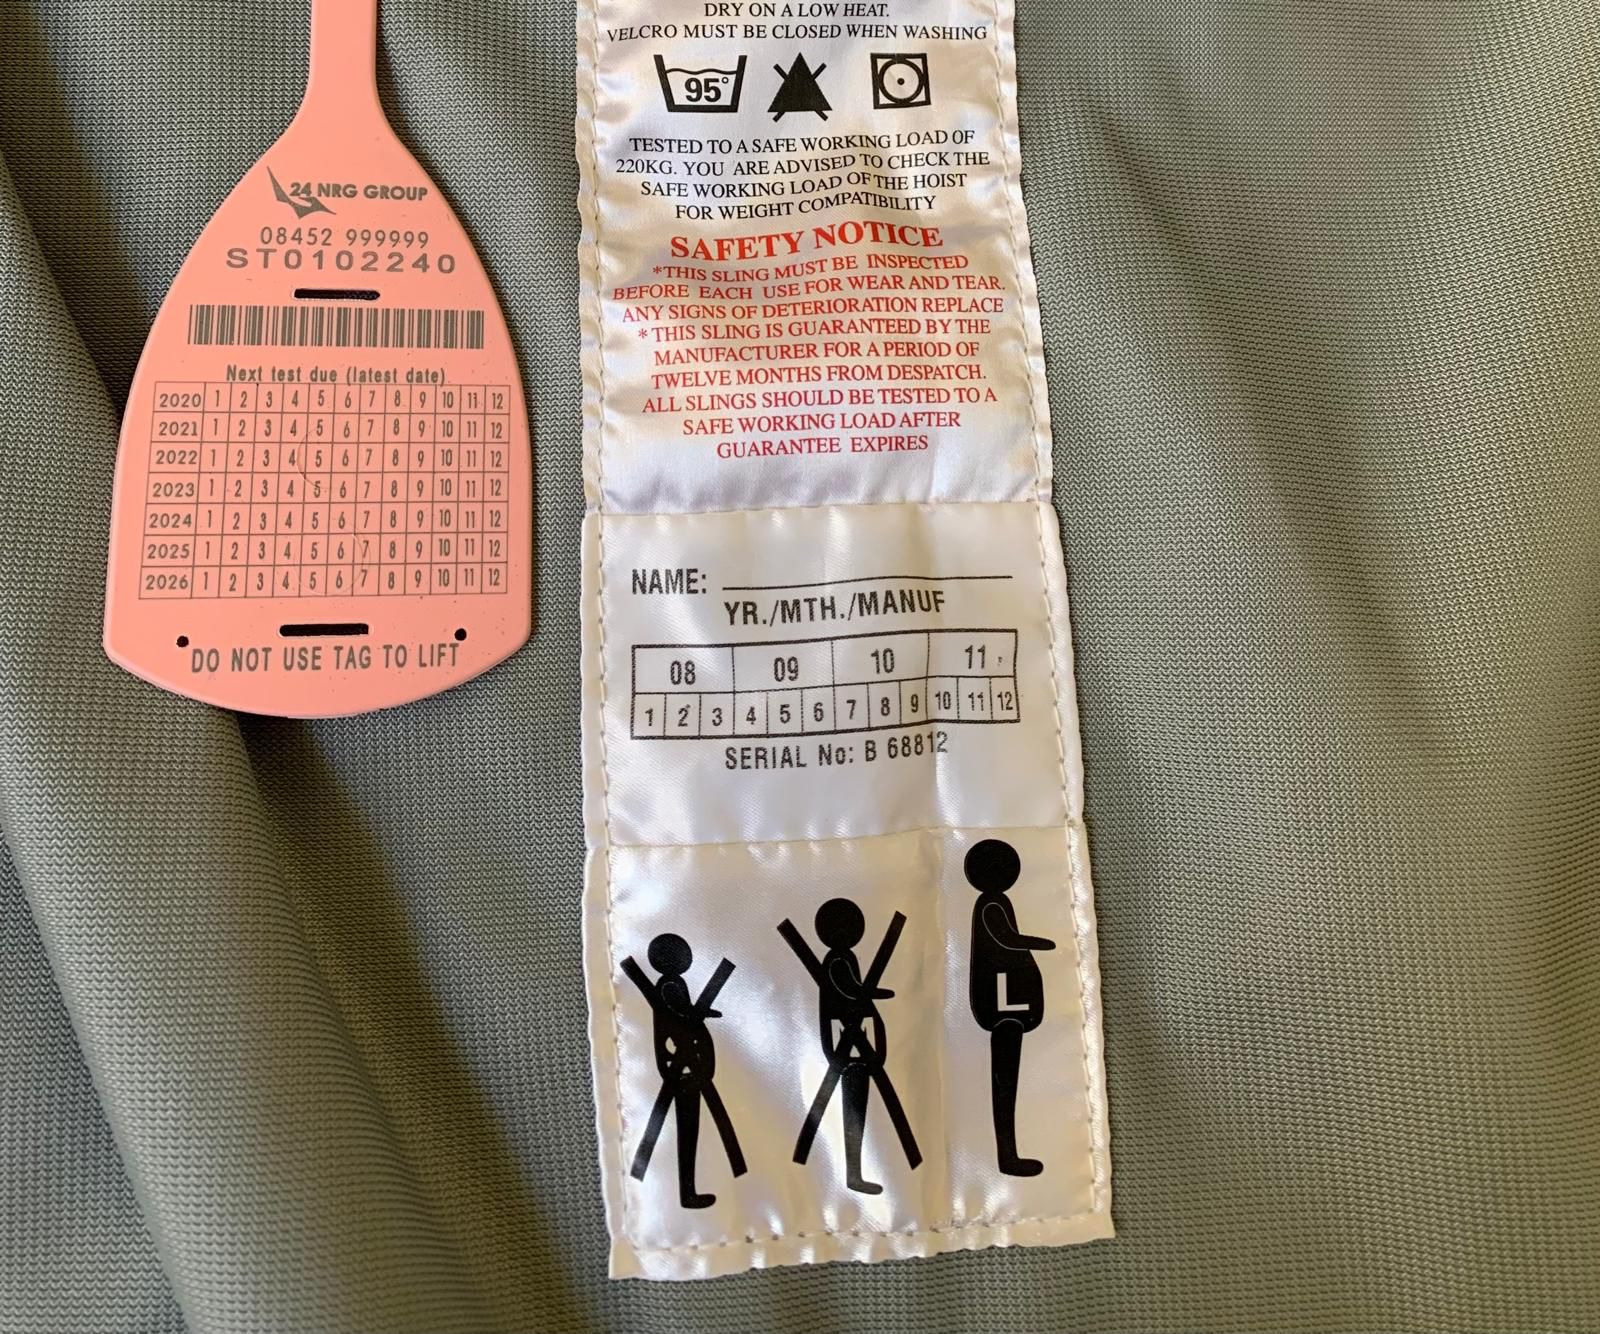 24 NRG GROUP
08452 999999
ST0102240
Next test due (latest date)
2020 1 2 3 4 5 6 7 8 9 10 11 12
2021 1 2 3 4 5 6 7 8 9 10 11 12
2022 1 2 3 4 5 6 7 8 9 10 11 12
2023 1 2 3 4 5 6 7 8 9 10 11 12
2024 1 2 3 4 5 6 7 8 9 10 11 12
2025 1 2 3 4 5 6 7 8 9 10 11 12
2026 1 2 3 4 5 6 7 8 9 10 11 12
DO NOT USE TAG TO LIFT
DRY ON A LOW HEAT.
VELCRO MUST BE CLOSED WHEN WASHING
95°
TESTED TO A SAFE WORKING LOAD OF
220KG. YOU ARE ADVISED TO CHECK THE
SAFE WORKING LOAD OF THE HOIST
FOR WEIGHT COMPATIBILITY
SAFETY NOTICE
*THIS SLING MUST BE INSPECTED
BEFORE EACH USE FOR WEAR AND TEAR.
ANY SIGNS OF DETERIORATION REPLACE
* THIS SLING IS GUARANTEED BY THE
MANUFACTURER FOR A PERIOD OF
TWELVE MONTHS FROM DESPATCH.
ALL SLINGS SHOULD BE TESTED TO A
SAFE WORKING LOAD AFTER
GUARANTEE EXPIRES
NAME:
YR./MTH./MANUF
08 09 10 11
1 2 3 4 5 6 7 8 9 10 11 12
SERIAL No: B 68812
M
L